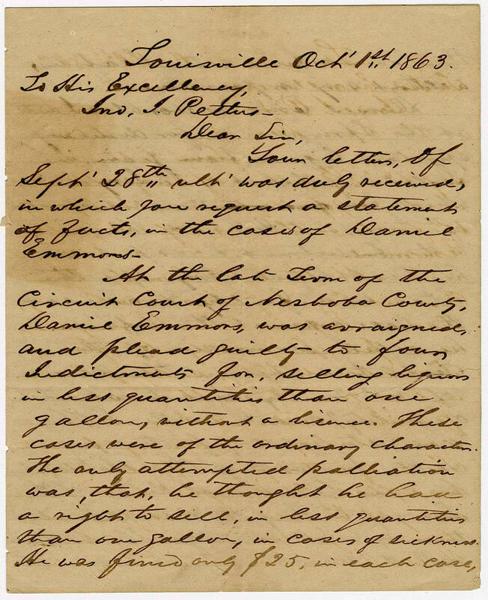 Louisville Oct' 1st, 1863.
To His Excellency,
Jno. J. Pettus—
Dear Sir,
Your letter, of
Sept' 28th,, ult' was duly received,
in which you request a statement
of facts, in the cases of Daniel
Emmons—
At the late Term of the
Circuit Court of Neshoba County,
Daniel Emmons, was arraigned,
and plead guilty to four
Indictments for, selling liquors
in less quantities than one
gallon, without a lisence. These
cases were of the ordinary character.
The only attempted palliation
was, that, he thought he had
a right to sell, in less quantities
than one gallon, in cases of sickness.
He was fined only $25, in each case,